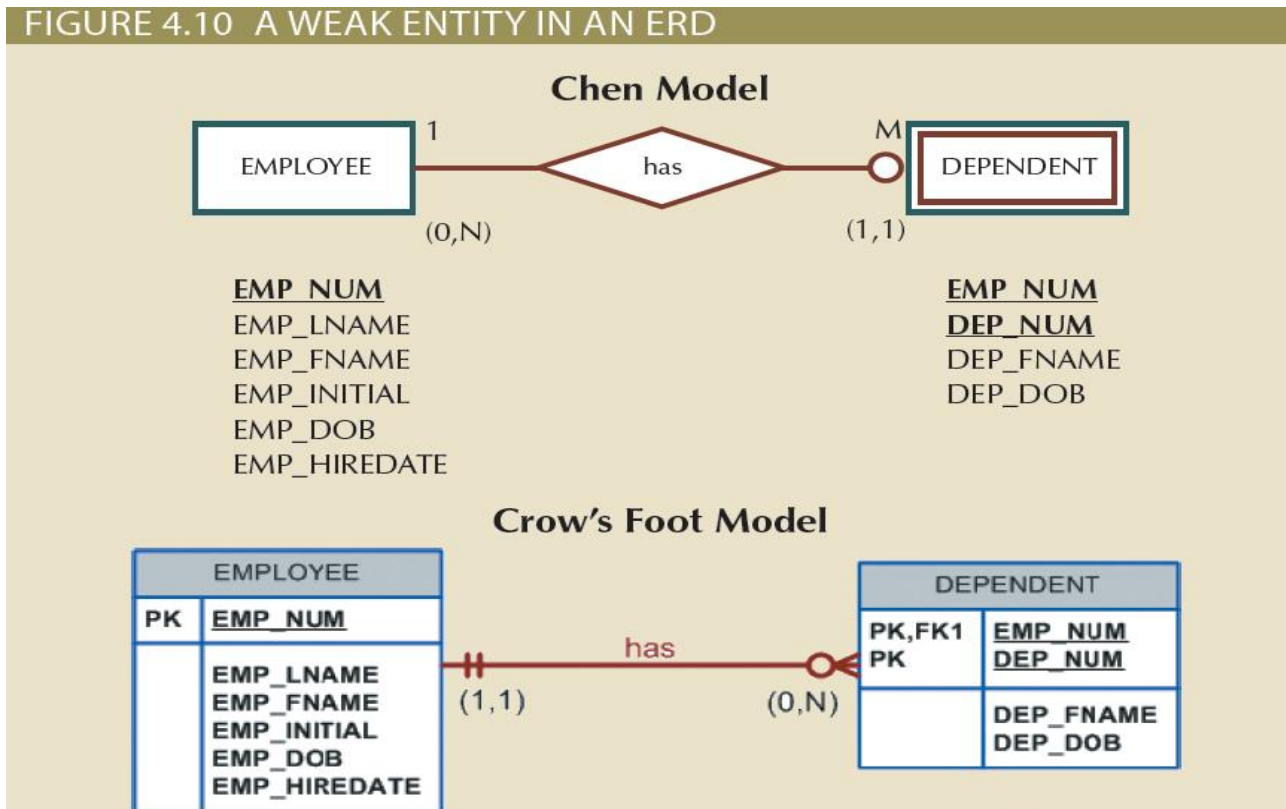 FIGURE 4.10 A WEAK ENTITY IN AN ERD
Chen Model
1
M
EMPLOYEE
has
DEPENDENT
(0,N)
(1,1)
EMP_NUM
EMP_LNAME
EMP_FNAME
EMP_INITIAL
EMP_DOB
EMP_HIREDATE
EMP_NUM
DEP_NUM
DEP_FNAME
DEP_DOB
Crow's Foot Model
EMPLOYEE
PK EMP_NUM
EMP_LNAME
EMP_FNAME
EMP_INITIAL
EMP_DOB
EMP_HIREDATE
has
(1,1)
(0,N)
DEPENDENT
PK,FK1 EMP_NUM
PK DEP_NUM
DEP_FNAME
DEP_DOB